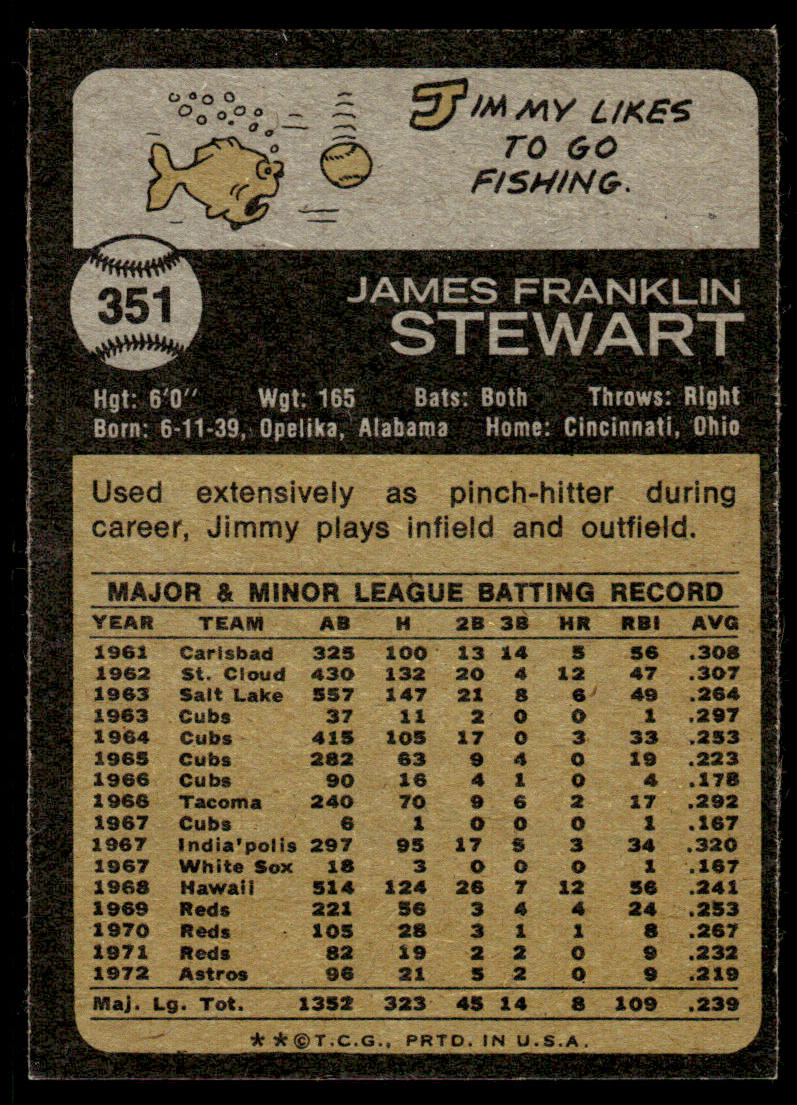 JIMMY LIKES
TO GO
FISHING.
351
JAMES FRANKLIN
STEWART
Hgt: 6'0" Wgt: 165 Bats: Both Throws: Right
Born: 6-11-39, Opelika, Alabama Home: Cincinnati, Ohio
Used extensively as pinch-hitter during
career, Jimmy plays infield and outfield.
MAJOR & MINOR LEAGUE BATTING RECORD
YEAR TEAM AB H 2B 3B HR RBI AVG
1961 Carlsbad 325 100 13 14 5 56 .308
1962 St. Cloud 430 132 20 4 12 47 .307
1963 Salt Lake 557 147 21 8 6 49 .264
1963 Cubs 37 11 2 0 0 1 .297
1964 Cubs 415 105 17 0 3 33 .253
1965 Cubs 282 63 9 4 0 19 .223
1966 Cubs 90 16 4 1 0 4 .178
1966 Tacoma 240 70 9 6 2 17 .292
1967 Cubs 6 1 0 0 0 1 .167
1967 India'polis 297 95 17 5 3 34 .320
1967 White Sox 18 3 0 0 0 1 .167
1968 Hawaii 514 124 26 7 12 56 .241
1969 Reds 221 56 3 4 4 24 .253
1970 Reds 105 28 3 1 1 8 .267
1971 Reds 82 19 2 2 0 9 .232
1972 Astros 96 21 5 2 0 9 .219
Maj. Lg. Tot. 1352 323 45 14 8 109 .239
**©T.C.G., PRTD. IN U.S.A.